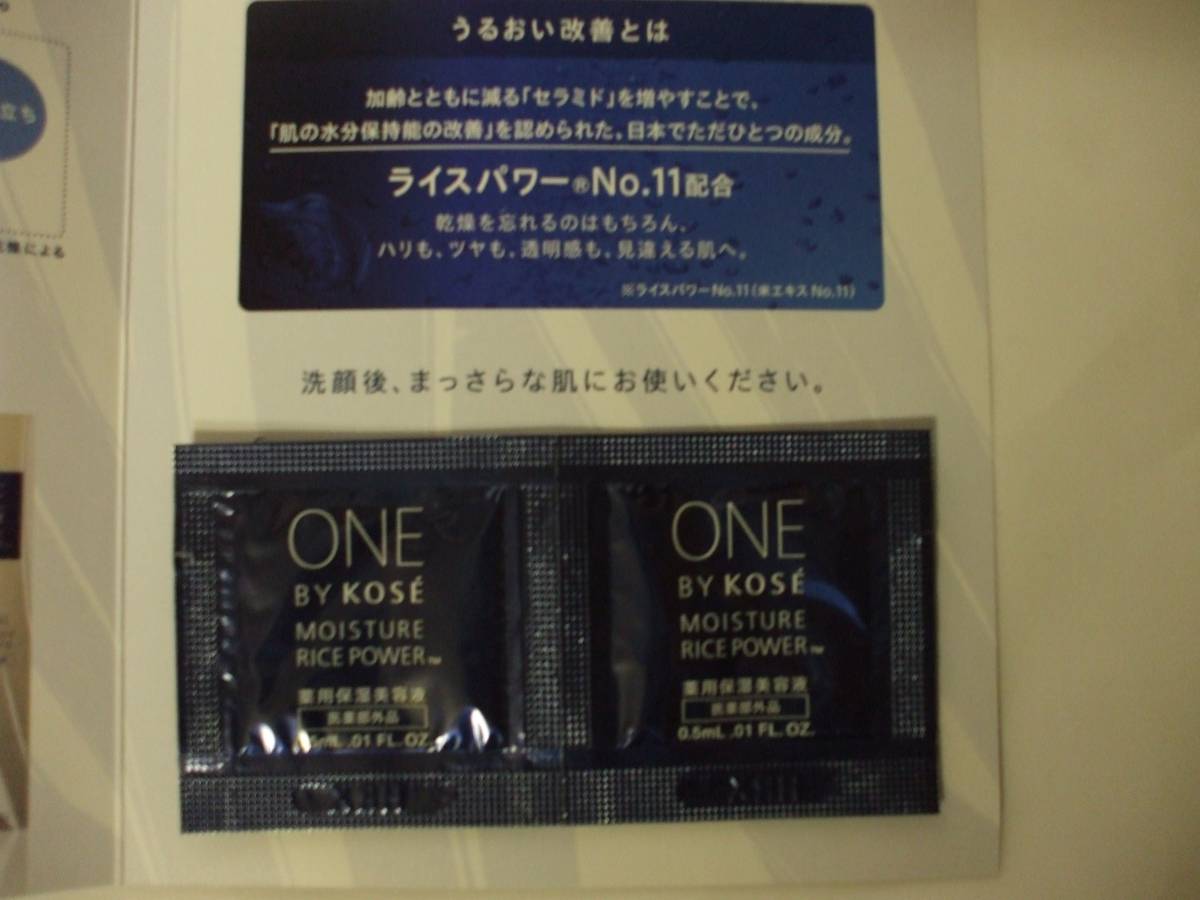 立ち
による
うるおい改善とは
加齢とともに減る「セラミド」を増やすことで、
「肌の水分保持能の改善」を認められた、日本でただひとつの成分。
ライスパワー®No.11配合
乾燥を忘れるのはもちろん、
ハリも、ツヤも、透明感も、見違える肌へ。
※ライスパワーNo.11（米エキスNo.11）
洗顔後、まっさらな肌にお使いください。
ONE
BY KOSÉ
MOISTURE
RICE POWER™
薬用保湿美容液
医薬部外品
5mL .01 FL. OZ.
ONE
BY KOSÉ
MOISTURE
RICE POWER™
薬用保湿美容液
医薬部外品
0.5mL .01 FL. OZ.